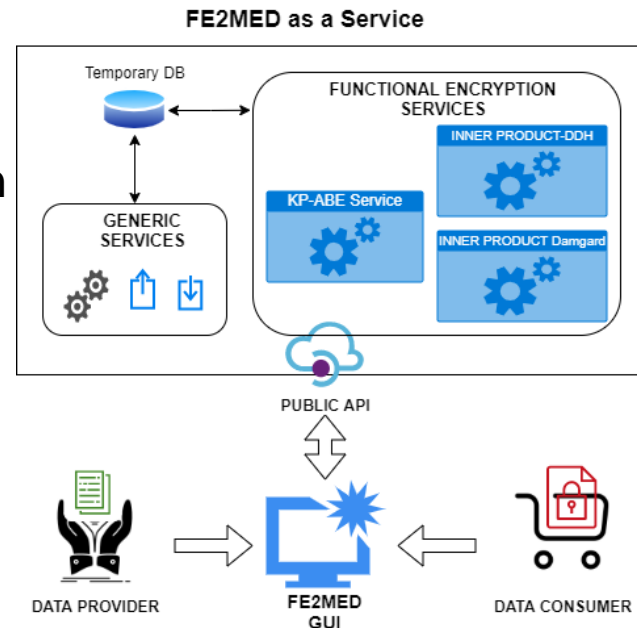 FE2MED as a Service
Temporary DB
FUNCTIONAL ENCRYPTION
SERVICES
INNER PRODUCT-DDH
KP-ABE Service
GENERIC
SERVICES
INNER PRODUCT Damgard
PUBLIC API
DATA PROVIDER
FE2MED
GUI
DATA CONSUMER